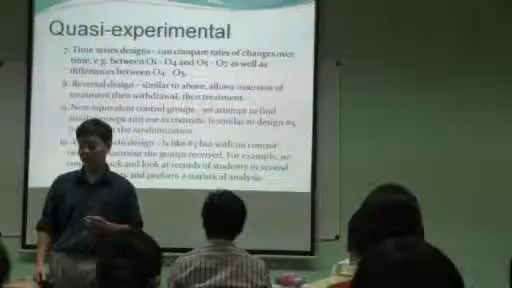 Quasi-experimental
7. Time series designs - can compare rates of changes over
time, e.g. between O1 - O4 and O5 - O7 as well as
differences between O4 - O5.
8. Reversal design - similar to above, allows insertion of
treatment then withdrawal, then treatment.
9. Non-equivalent control groups - we attempt to find
groups and use as controls. (similar to design #5
the randomization
design - is like #5 but with no control
the groups received. For example, we
and look at records of students in several
and perform a statistical analysis.